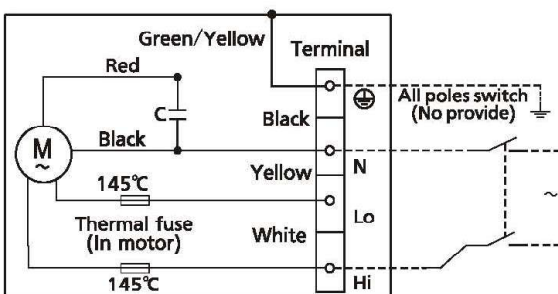 Green/Yellow
Terminal
Red
C
Black
All poles switch
(No provide)
Black
M
~
N
Yellow
145℃
Thermal fuse
(In motor)
Lo
White
~
Hi
145℃